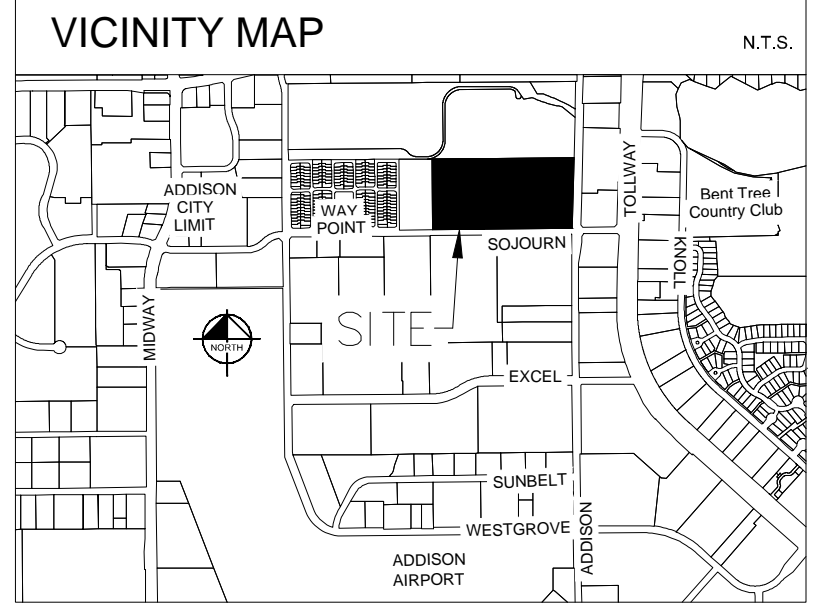 VICINITY MAP
N.T.S.
ADDISON
CITY
LIMIT
WAY
POINT
TOLLWAY
Bent Tree
Country Club
SOJOURN
KNOLL
MIDWAY
NORTH
SITE
EXCEL
SUNBELT
WESTGROVE
ADDISON
ADDISON
AIRPORT